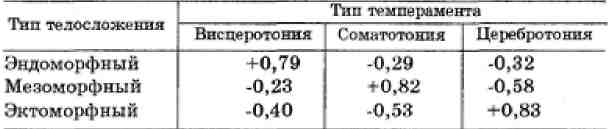 Тип телосложения Тип темперамента
Висцеротония Соматотония Церебротония
Эндоморфный +0,79 -0,29 -0,32
Мезоморфный -0,23 +0,82 -0,58
Эктоморфный -0,40 -0,53 +0,83